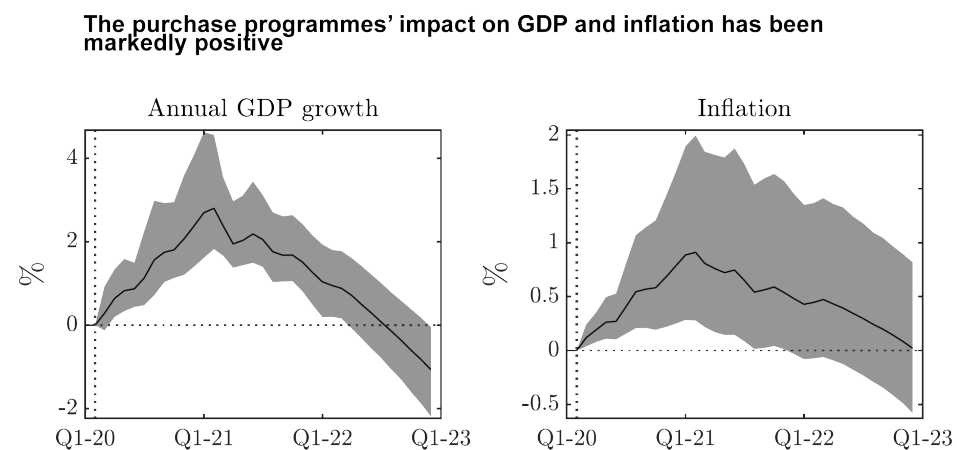 The purchase programmes’ impact on GDP and inflation has been
markedly positive
Annual GDP growth
Inflation
%
4
2
0
-2
Q1-20 Q1-21 Q1-22 Q1-23
%
2
1.5
1
0.5
0
-0.5
Q1-20 Q1-21 Q1-22 Q1-23